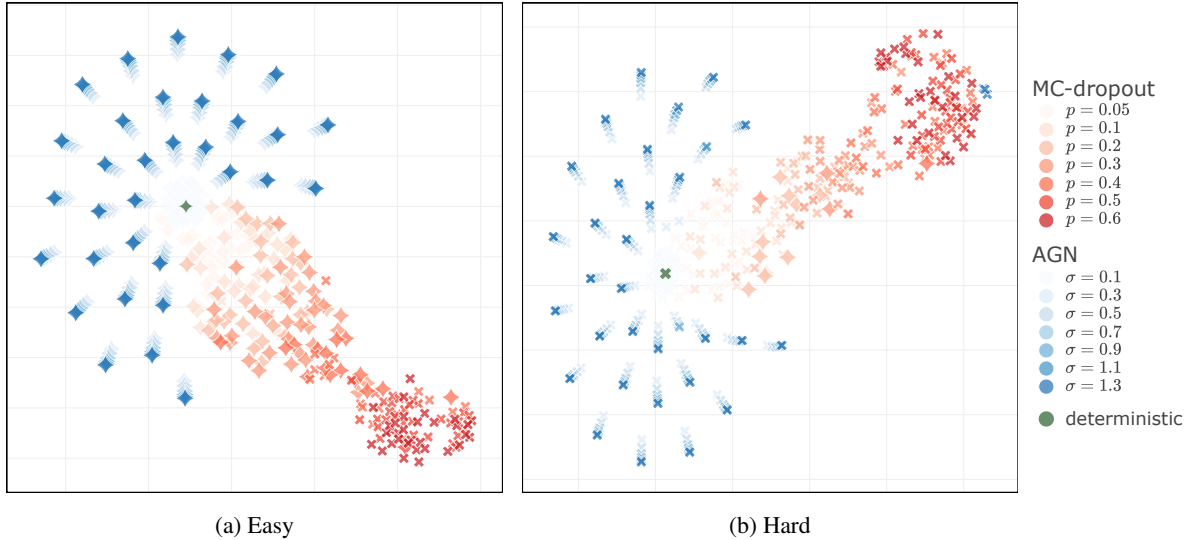 MC-dropout
p = 0.05
p = 0.1
p = 0.2
p = 0.3
p = 0.4
p = 0.5
p = 0.6
AGN
σ = 0.1
σ = 0.3
σ = 0.5
σ = 0.7
σ = 0.9
σ = 1.1
σ = 1.3
deterministic
(a) Easy
(b) Hard